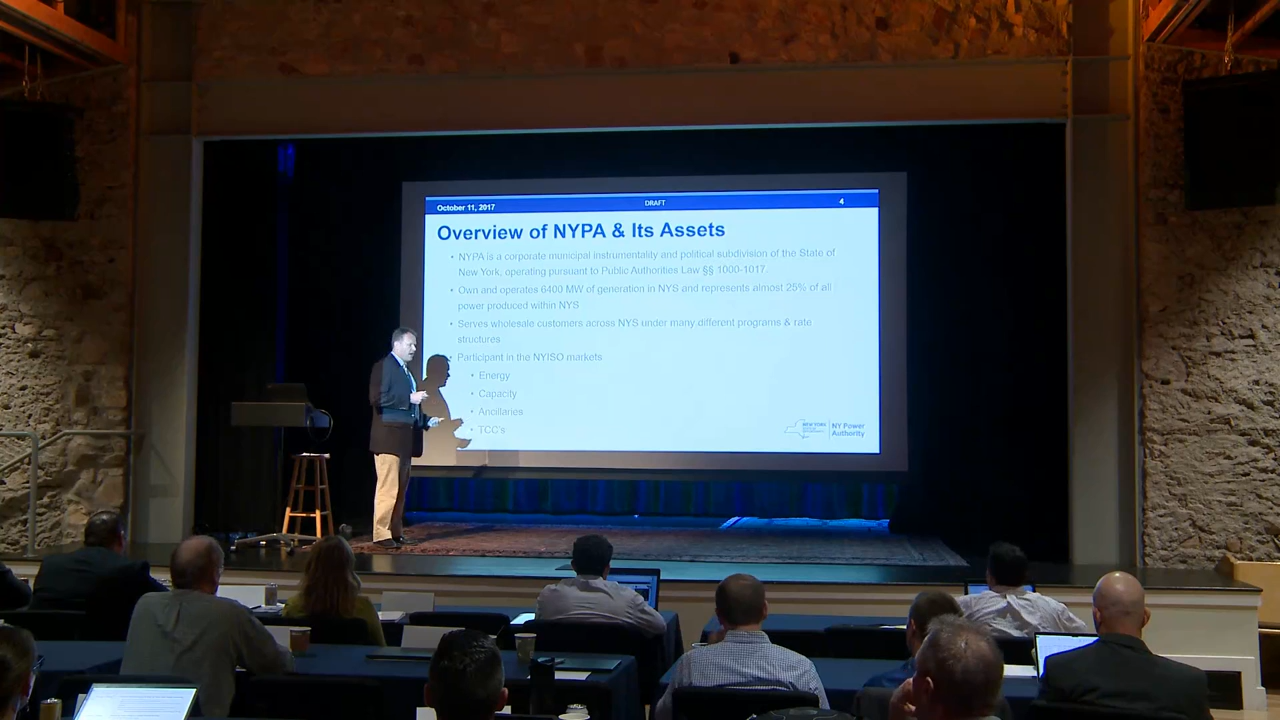 October 11, 2017
DRAFT
4
Overview of NYPA & Its Assets
• NYPA is a corporate municipal instrumentality and political subdivision of the State of
New York, operating pursuant to Public Authorities Law §§ 1000-1017.
• Own and operates 6400 MW of generation in NYS and represents almost 25% of all
power produced within NYS
• Serves wholesale customers across NYS under many different programs & rate
structures
• Participant in the NYISO markets
• Energy
• Capacity
• Ancillaries
• TCC's
NEW YORK
NY Power
Authority